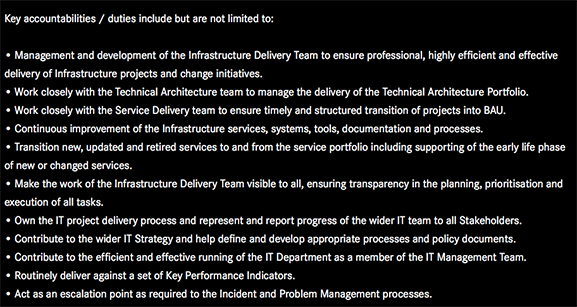 Key accountabilities / duties include but are not limited to:
• Management and development of the Infrastructure Delivery Team to ensure professional, highly efficient and effective
delivery of Infrastructure projects and change initiatives.
• Work closely with the Technical Architecture team to manage the delivery of the Technical Architecture Portfolio.
• Work closely with the Service Delivery team to ensure timely and structured transition of projects into BAU.
• Continuous improvement of the Infrastructure services, systems, tools, documentation and processes.
• Transition new, updated and retired services to and from the service portfolio including supporting of the early life phase
of new or changed services.
• Make the work of the Infrastructure Delivery Team visible to all, ensuring transparency in the planning, prioritisation and
execution of all tasks.
• Own the IT project delivery process and represent and report progress of the wider IT team to all Stakeholders.
• Contribute to the wider IT Strategy and help define and develop appropriate processes and policy documents.
• Contribute to the efficient and effective running of the IT Department as a member of the IT Management Team.
• Routinely deliver against a set of Key Performance Indicators.
• Act as an escalation point as required to the Incident and Problem Management processes.